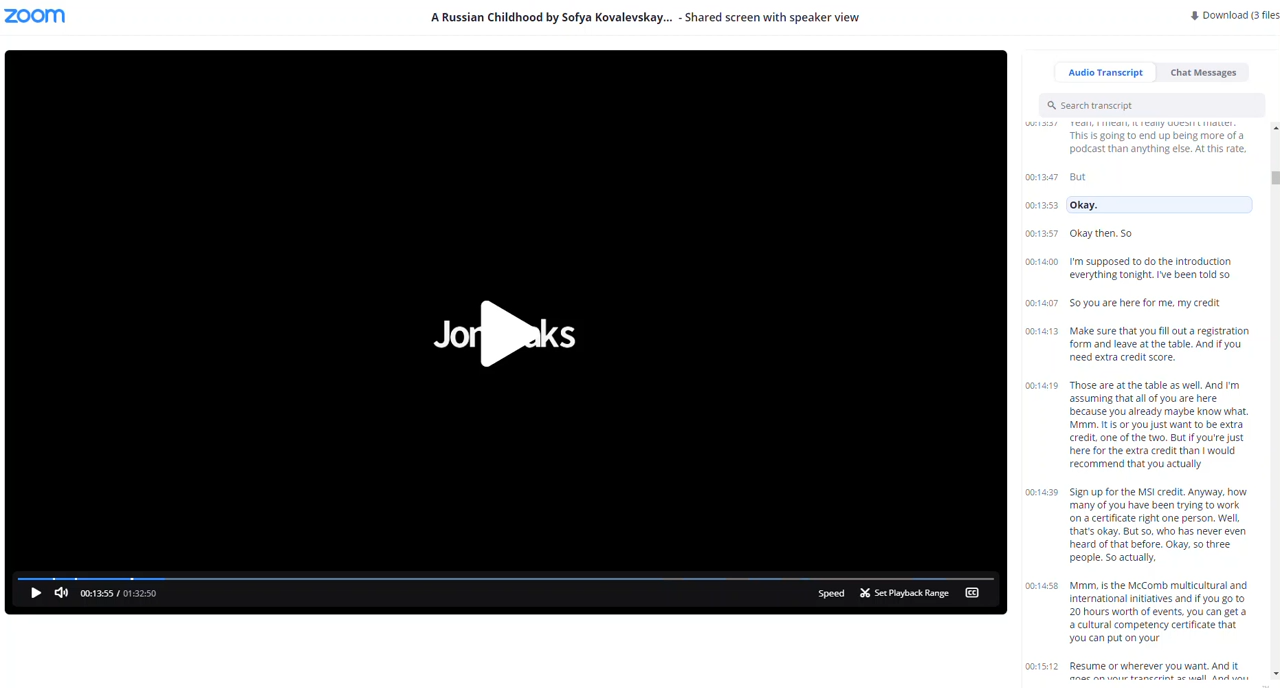 zoom
A Russian Childhood by Sofya Kovalevskay... - Shared screen with speaker view
Download (3 files
Audio Transcript
Chat Messages
Search transcript
00:13:37 Yeah, I mean, it really doesn't matter.
This is going to end up being more of a
podcast than anything else. At this rate,
00:13:47 But
00:13:53 Okay.
00:13:57 Okay then. So
00:14:00 I'm supposed to do the introduction
everything tonight. I've been told so
00:14:07 So you are here for me, my credit
00:14:13 Make sure that you fill out a registration
form and leave at the table. And if you
need extra credit score.
00:14:19 Those are at the table as well. And I'm
assuming that all of you are here
because you already maybe know what.
Mmm. It is or you just want to be extra
credit, one of the two. But if you're just
here for the extra credit than I would
recommend that you actually
00:14:39 Sign up for the MSI credit. Anyway, how
many of you have been trying to work
on a certificate right one person. Well,
that's okay. But so, who has never even
heard of that before. Okay, so three
people. So actually,
00:14:58 Mmm, is the McComb multicultural and
international initiatives and if you go to
20 hours worth of events, you can get a
a cultural competency certificate that
you can put on your
00:15:12 Resume or wherever you want. And it
goes on your transcript as well. And you
00:13:55 / 01:32:50
Speed
Set Playback Range
CC